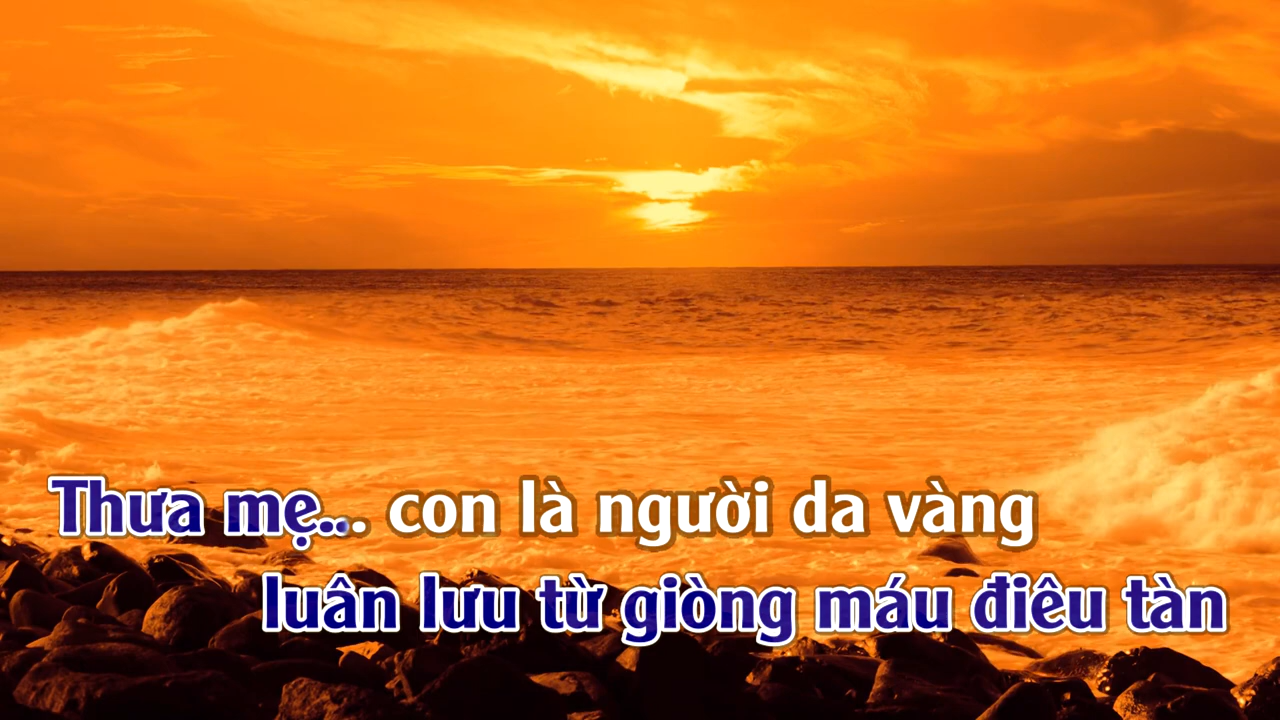 Thưa mẹ... con là người da vàng
luân lưu từ giòng máu điêu tàn